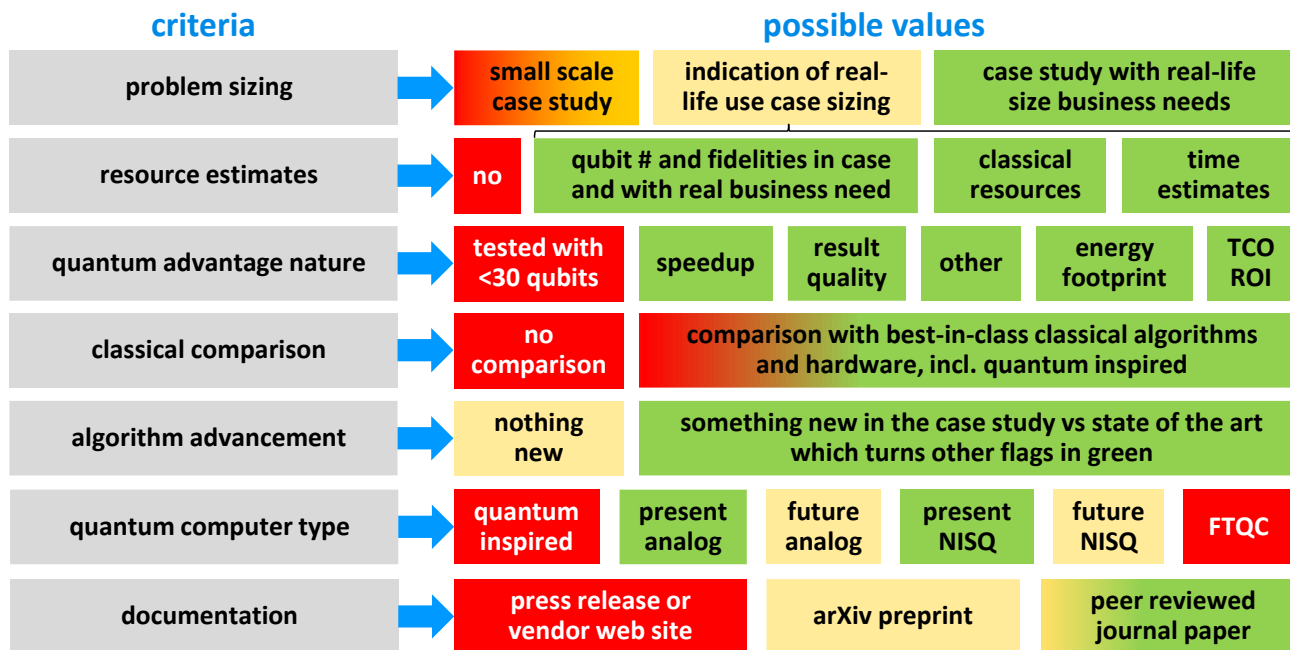 criteria
possible values
problem sizing
small scale
case study
indication of real-
life use case sizing
case study with real-life
size business needs
resource estimates
no
qubit # and fidelities in case
and with real business need
classical
resources
time
estimates
quantum advantage nature
tested with
<30 qubits
speedup
result
quality
other
energy
footprint
TCO
ROI
classical comparison
no
comparison
comparison with best-in-class classical algorithms
and hardware, incl. quantum inspired
algorithm advancement
nothing
new
something new in the case study vs state of the art
which turns other flags in green
quantum computer type
quantum
inspired
present
analog
future
analog
present
NISQ
future
NISQ
FTQC
documentation
press release or
vendor web site
arXiv preprint
peer reviewed
journal paper